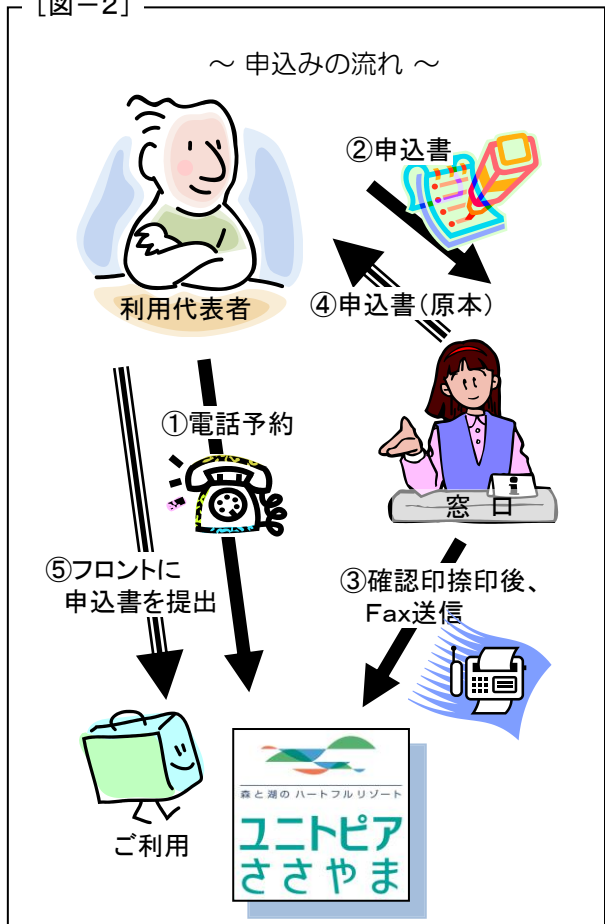 [図－2]
～ 申込みの流れ ～
②申込書
利用代表者
④申込書（原本）
①電話予約
窓 口
⑤フロントに
申込書を提出
③確認印捺印後、
Fax送信
ご利用
森と湖の ハートフルリゾート
ユニトピア
ささやま